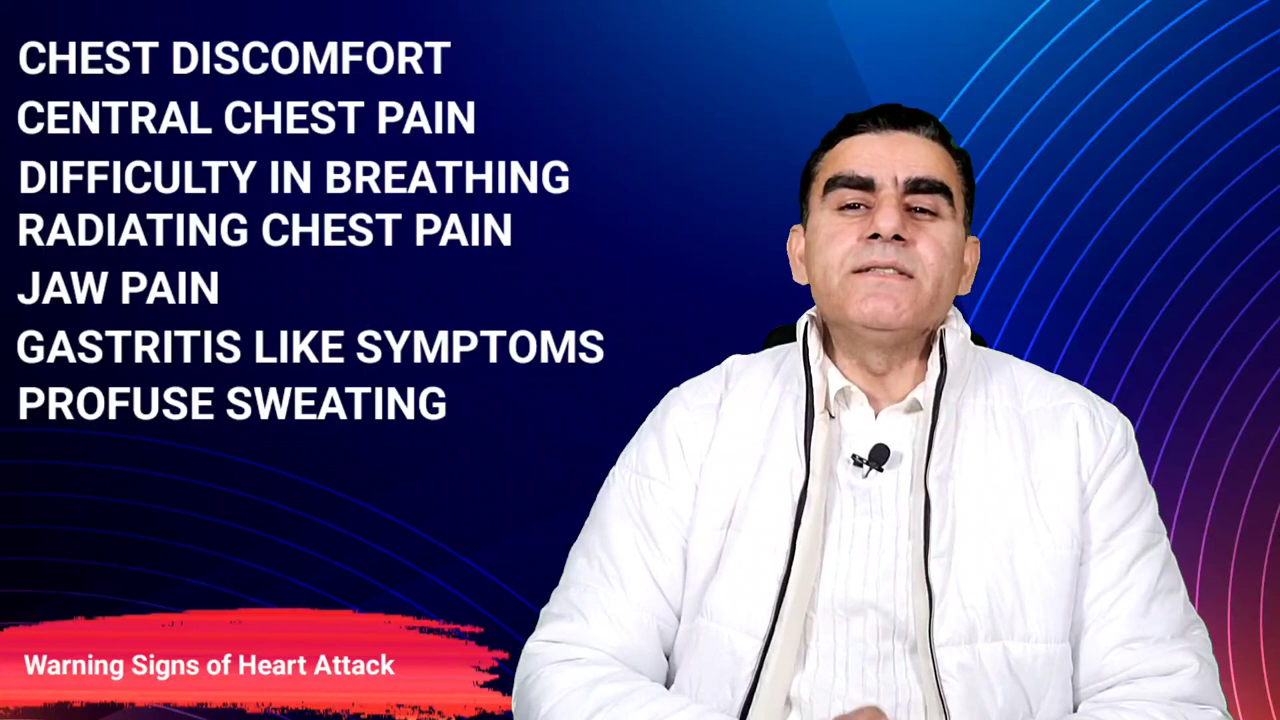 CHEST DISCOMFORT
CENTRAL CHEST PAIN
DIFFICULTY IN BREATHING
RADIATING CHEST PAIN
JAW PAIN
GASTRITIS LIKE SYMPTOMS
PROFUSE SWEATING
Warning Signs of Heart Attack